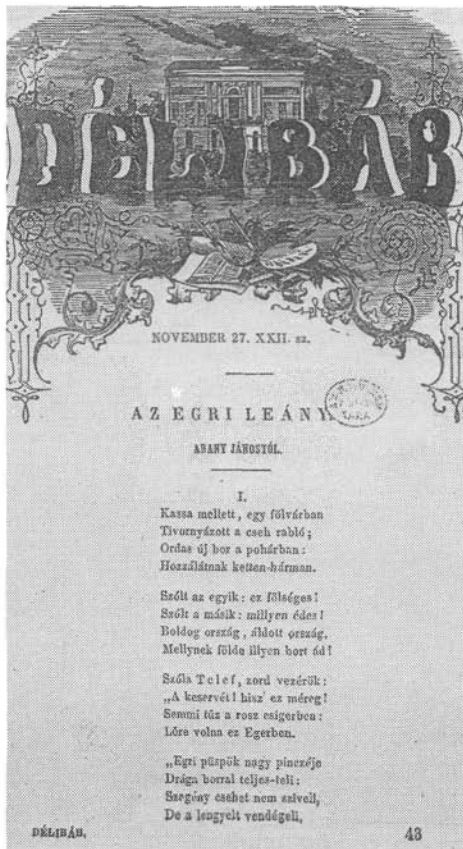 DÉLIBÁB
NOVEMBER 27. XXII. sz.
AZ EGRI LEÁNY.
ARANY JÁNOSTÓL.
I.
Kassa mellett, egy fölvárban
Tivornyázott a cseh rabló;
Ordas új bor a pohárban:
Hozzálátnak ketten-hárman.
Szólt az egyik: ez fölséges!
Szólt a másik: millyen édes!
Boldog ország, áldott ország,
Mellynek földe illyen bort ád!
Szóla Telef, zord vezérök:
„A keservét! hisz' ez méreg!
Semmi tűz a rosz csigerben:
Lőre volna ez Egerben.
„Egri püspök nagy pinczéje
Drága borral teljes-teli:
Szegény csehet nem szíveli,
De a lengyelt vendégeli,
DÉLIBÁB.
43